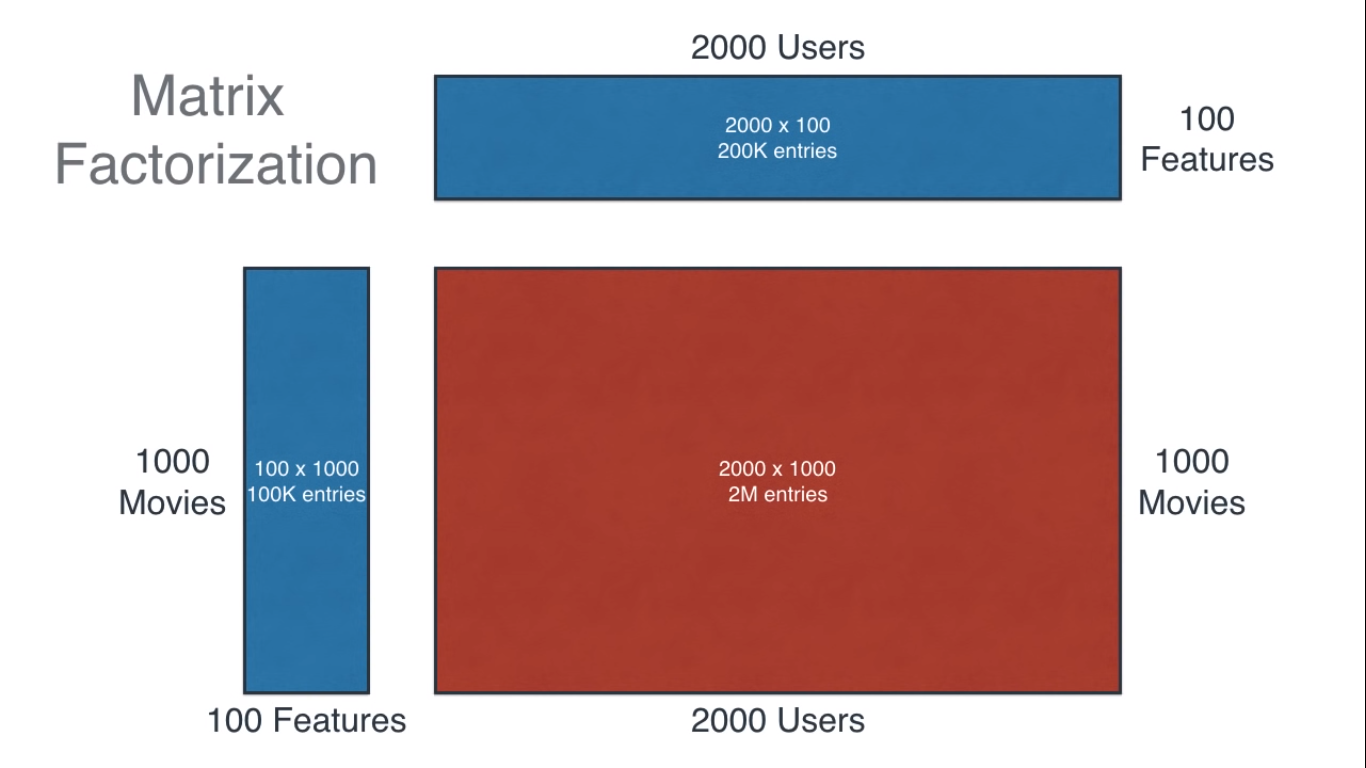 Matrix
Factorization
2000 Users
2000 x 100
200K entries
100
Features
1000
Movies
100 x 1000
100K entries
2000 x 1000
2M entries
1000
Movies
100 Features
2000 Users